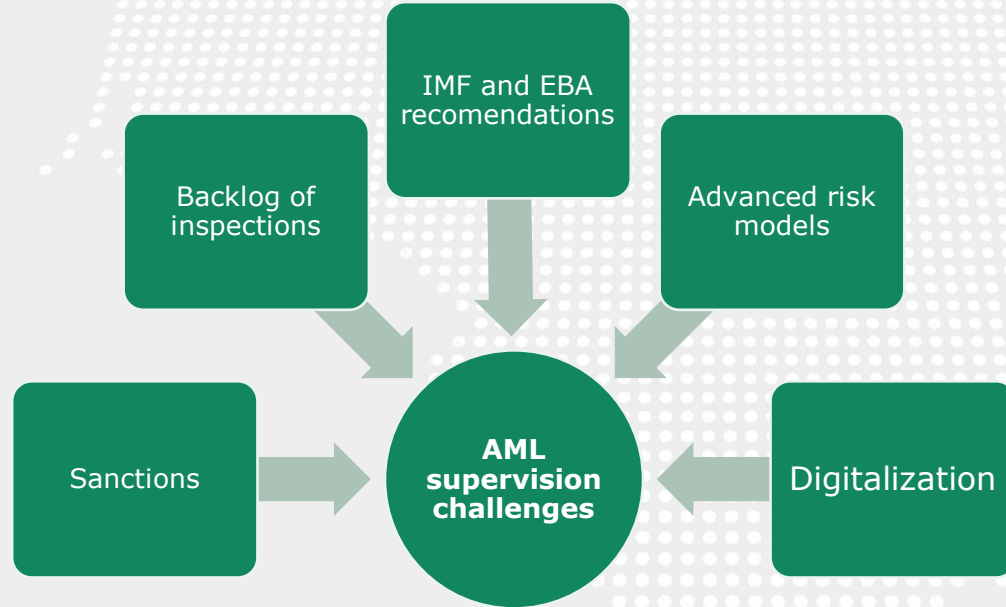 IMF and EBA
recomendations
Backlog of
inspections
Advanced risk
models
Sanctions
AML
supervision
challenges
Digitalization